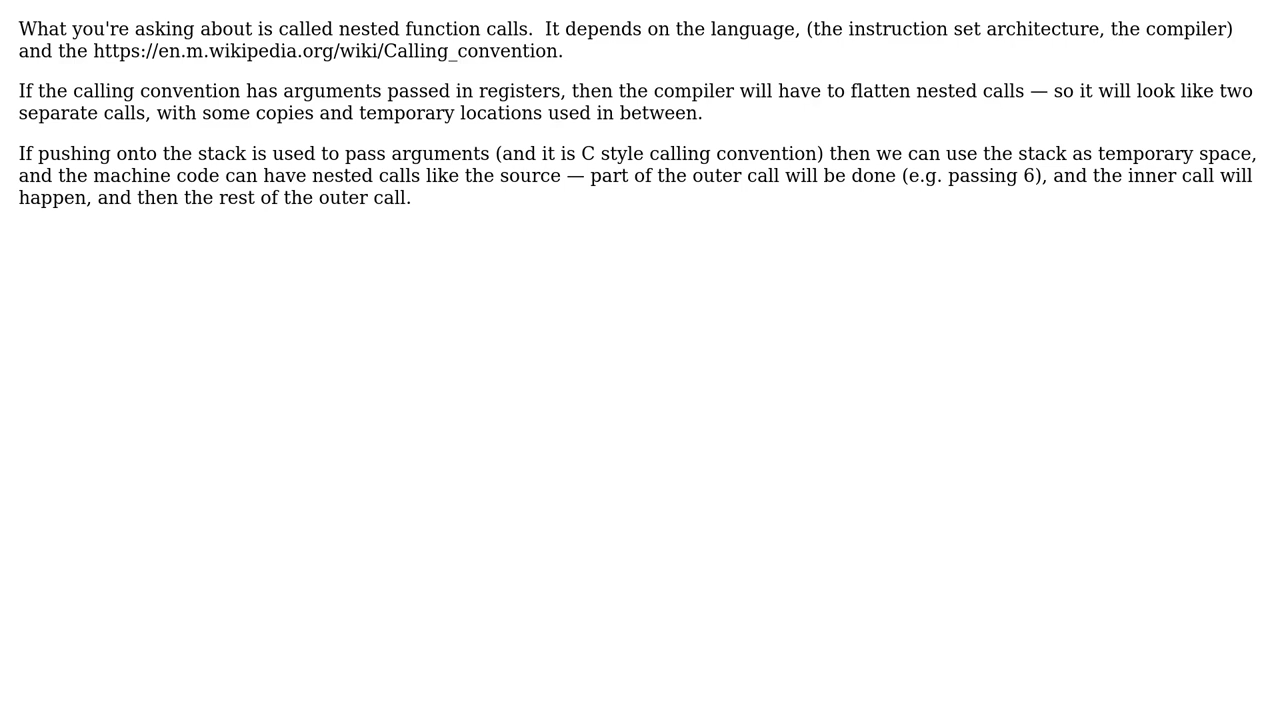 What you're asking about is called nested function calls.  It depends on the language, (the instruction set architecture, the compiler)
and the https://en.m.wikipedia.org/wiki/Calling_convention.
If the calling convention has arguments passed in registers, then the compiler will have to flatten nested calls — so it will look like two
separate calls, with some copies and temporary locations used in between.
If pushing onto the stack is used to pass arguments (and it is C style calling convention) then we can use the stack as temporary space,
and the machine code can have nested calls like the source — part of the outer call will be done (e.g. passing 6), and the inner call will
happen, and then the rest of the outer call.